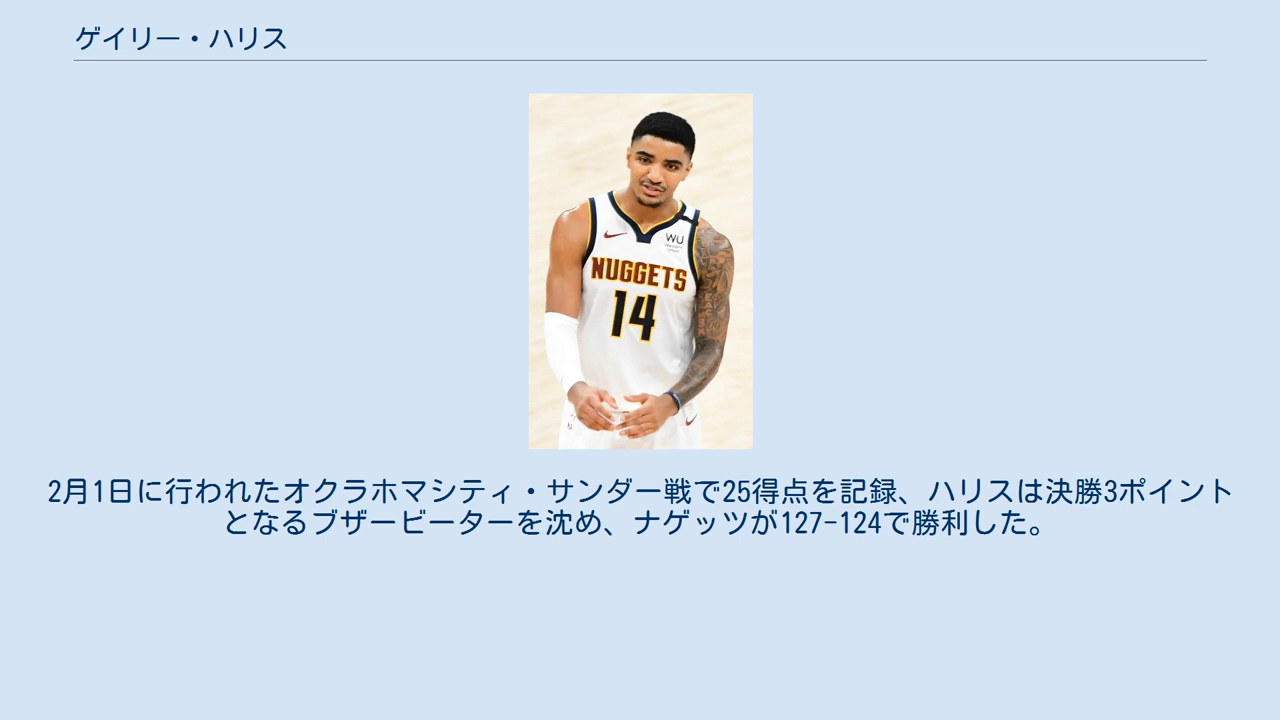 ゲイリー・ハリス
WU
NUGGETS
14
2月1日に行われたオクラホマシティ・サンダー戦で25得点を記録、ハリスは決勝3ポイント
となるブザービーターを沈め、ナゲッツが127-124で勝利した。